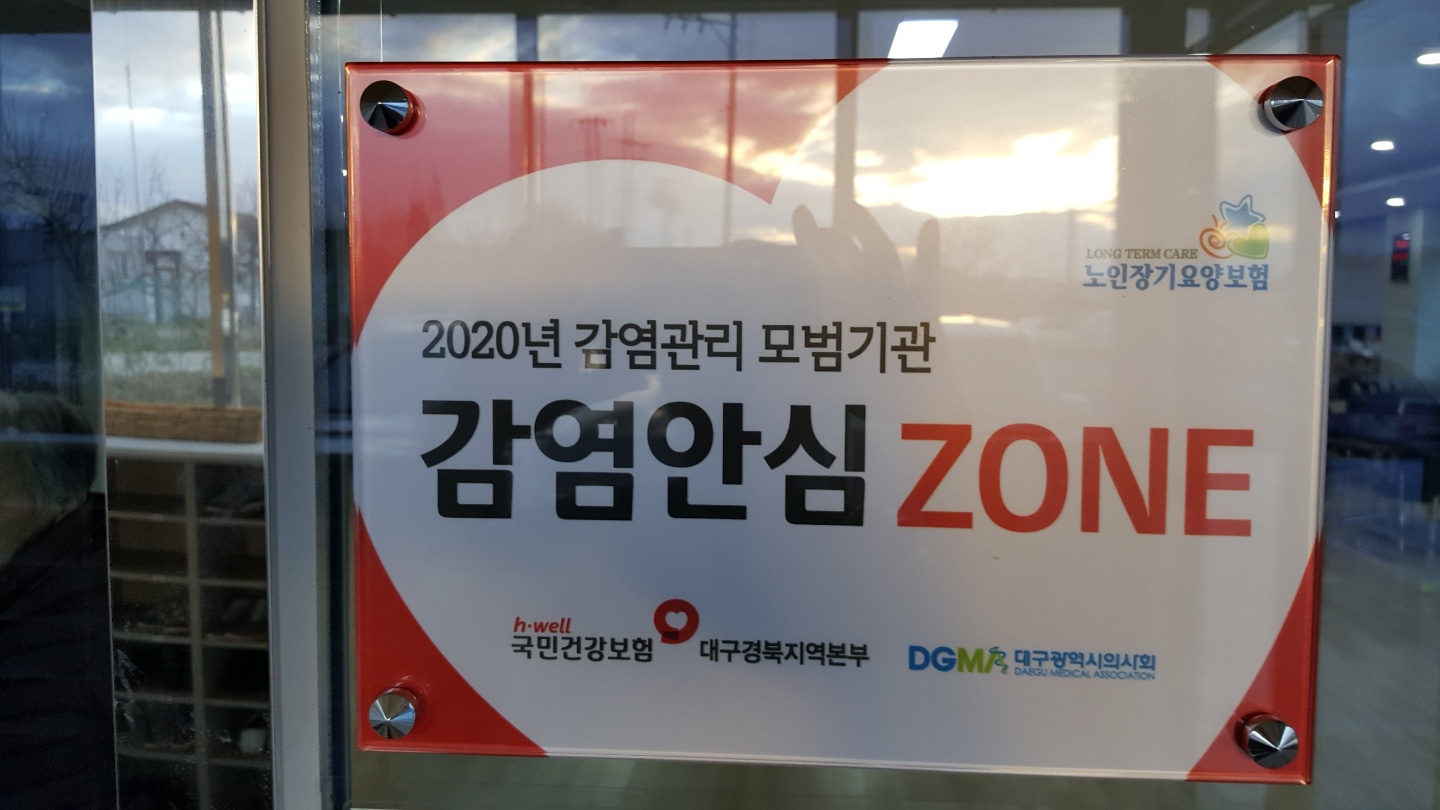 LONG TERM CARE
노인장기요양보험
2020년 감염관리 모범기관
감염안심 ZONE
h·well
국민건강보험 대구경북지역본부
DGMA 대구광역시의사회
DAEGU MEDICAL ASSOCIATION